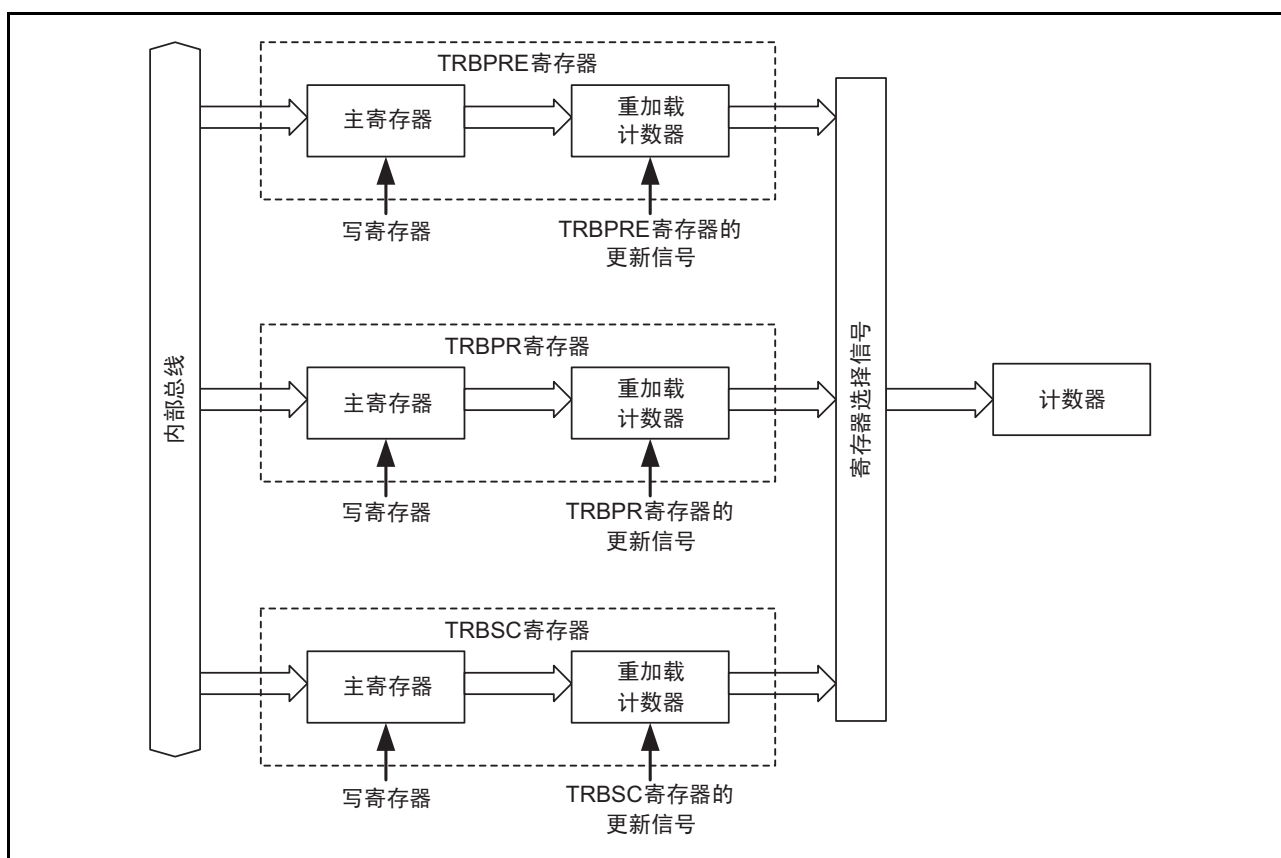 TRBPRE寄存器
主寄存器
重加载
计数器
写寄存器
TRBPRE寄存器的
更新信号
内部总线
TRBPR寄存器
主寄存器
重加载
计数器
写寄存器
TRBPR寄存器的
更新信号
寄存器选择信号
计数器
TRBSC寄存器
主寄存器
重加载
计数器
写寄存器
TRBSC寄存器的
更新信号